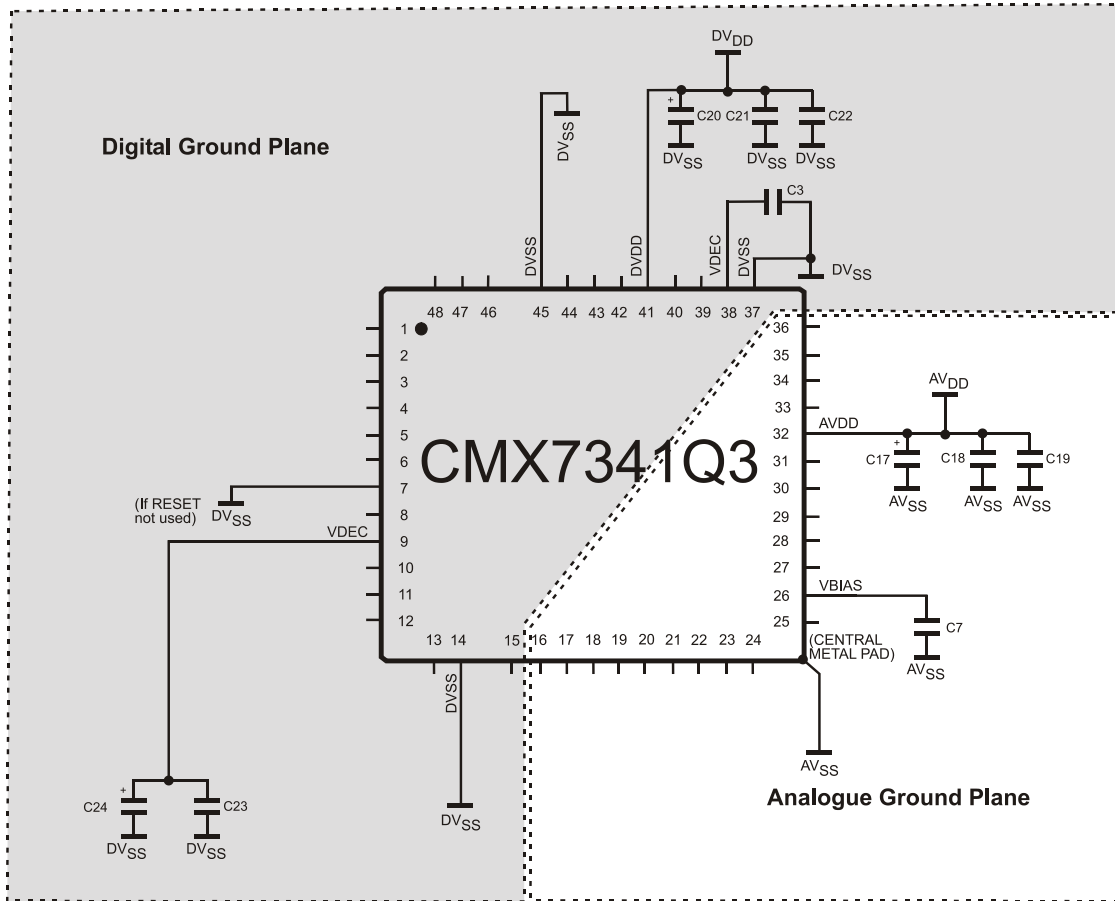 DVDD
+
C20
C21
C22
DVSS
DVSS
DVSS
DVSS
Digital Ground Plane
C3
DVSS
DVDD
VDEC
DVSS
DVSS
48 47 46 45 44 43 42 41 40 39 38 37
1
2
3
4
5
6
7
8
9
10
11
12
36
35
34
33
32
31
30
29
28
27
26
25
CMX7341Q3
AVDD
AVDD
+
C17
C18
C19
AVSS
AVSS
AVSS
(If RESET
not used)
DVSS
VDEC
VBIAS
C7
AVSS
13 14 15 16 17 18 19 20 21 22 23 24
(CENTRAL
METAL PAD)
DVSS
AVSS
Analogue Ground Plane
+
C24
C23
DVSS
DVSS
DVSS